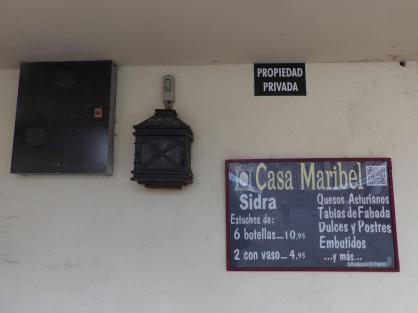 PROPIEDAD
PRIVADA
Casa Maribel
Sidra
Estuches de:
6 botellas 10,95
2 con vaso 4,95
Quesos Asturianos
Tablas de Fabada
Dulces y Postres
Embutidos
...y más...